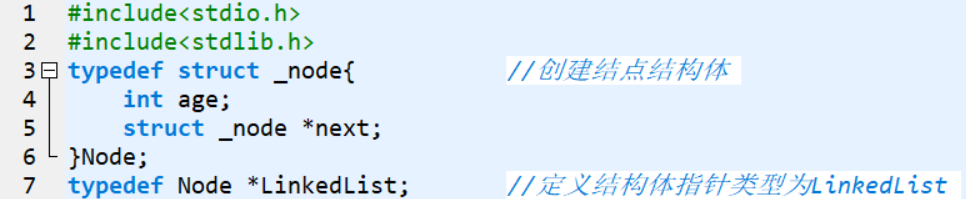 1 #include<stdio.h>
2 #include<stdlib.h>
3 typedef struct _node{ //创建结点结构体
4 int age;
5 struct _node *next;
6 }Node;
7 typedef Node *LinkedList; //定义结构体指针类型为LinkedList